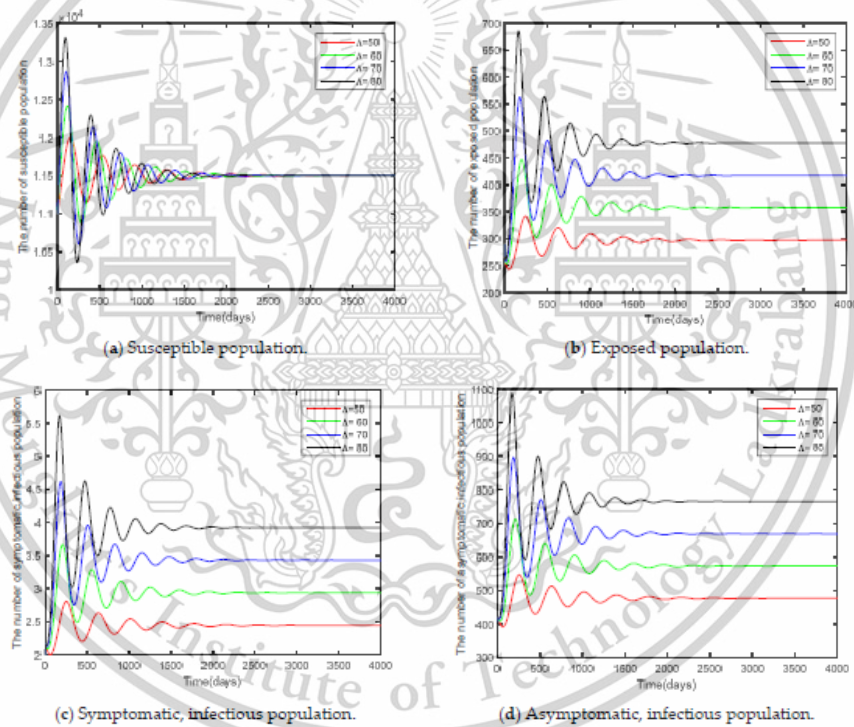 ×10⁴
1.35
1.3
1.25
1.2
1.15
1.1
1.05
1
The number of susceptible population
Λ=50
Λ= 60
Λ= 70
Λ= 80
0 500 1000 1500 2000 2500 3000 3500 4000
Time(days)
(a) Susceptible population.
700
650
600
550
500
450
400
350
300
250
200
The number of exposed population
Λ=50
Λ= 60
Λ= 70
Λ= 80
0 500 1000 1500 2000 2500 3000 3500 4000
Time(days)
(b) Exposed population.
6
5.5
5
4.5
4
3.5
3
2.5
2
The number of symptomatic, infectious population
Λ=50
Λ= 60
Λ= 70
Λ= 80
0 500 1000 1500 2000 2500 3000 3500 4000
Time(days)
(c) Symptomatic, infectious population.
1100
1000
900
800
700
600
500
400
300
The number of asymptomatic, infectious population
Λ=50
Λ= 60
Λ= 70
Λ= 80
0 500 1000 1500 2000 2500 3000 3500 4000
Time(days)
(d) Asymptomatic, infectious population.
Institute of Technology Ladkrabang